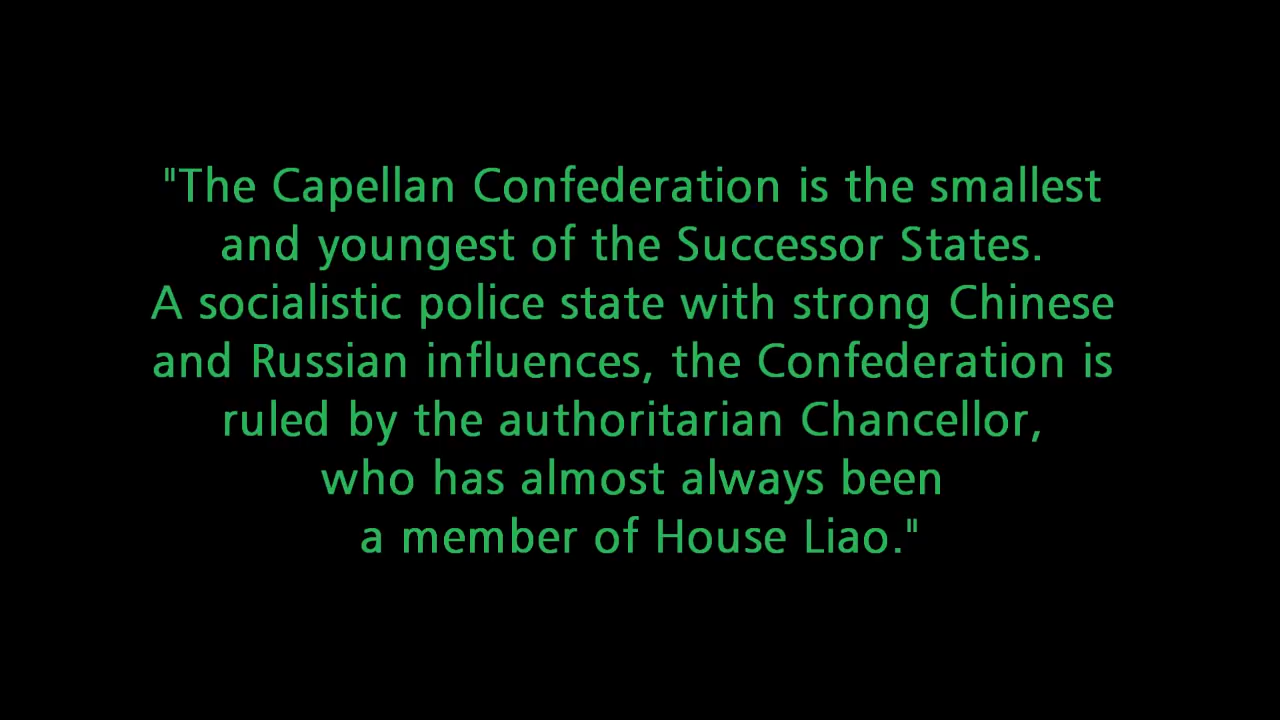 "The Capellan Confederation is the smallest
and youngest of the Successor States.
A socialistic police state with strong Chinese
and Russian influences, the Confederation is
ruled by the authoritarian Chancellor,
who has almost always been
a member of House Liao."